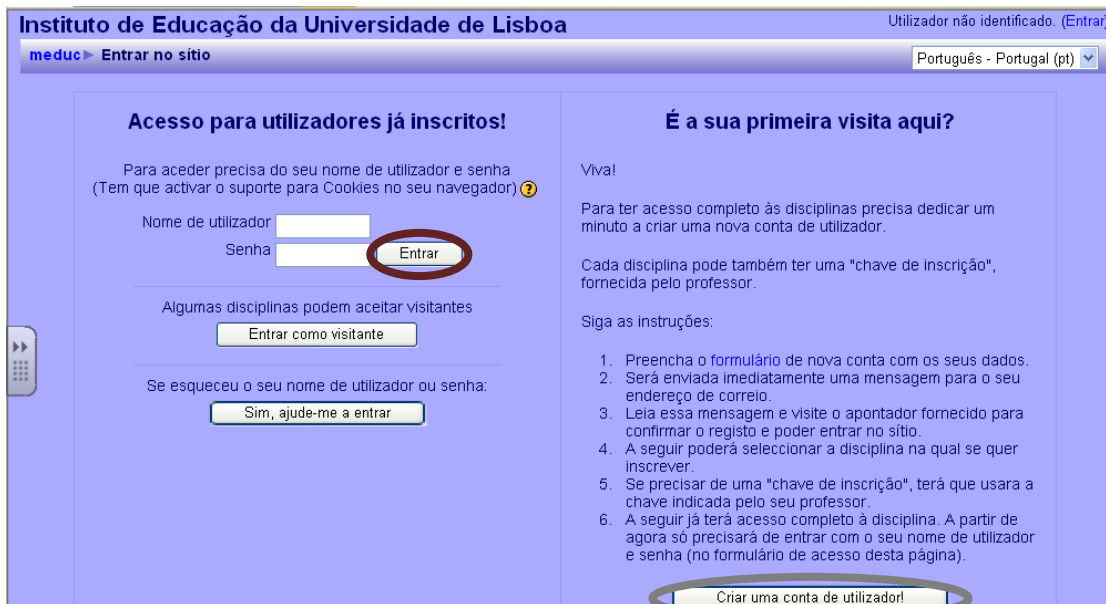 Instituto de Educação da Universidade de Lisboa
Utilizador não identificado. (Entrar)
meduc► Entrar no sítio
Português - Portugal (pt)
Acesso para utilizadores já inscritos!
Para aceder precisa do seu nome de utilizador e senha
(Tem que activar o suporte para Cookies no seu navegador) ?
Nome de utilizador
Senha
Entrar
Algumas disciplinas podem aceitar visitantes
Entrar como visitante
Se esqueceu o seu nome de utilizador ou senha:
Sim, ajude-me a entrar
É a sua primeira visita aqui?
Viva!
Para ter acesso completo às disciplinas precisa dedicar um
minuto a criar uma nova conta de utilizador.
Cada disciplina pode também ter uma "chave de inscrição",
fornecida pelo professor.
Siga as instruções:
1. Preencha o formulário de nova conta com os seus dados.
2. Será enviada imediatamente uma mensagem para o seu
endereço de correio.
3. Leia essa mensagem e visite o apontador fornecido para
confirmar o registo e poder entrar no sítio.
4. A seguir poderá seleccionar a disciplina na qual se quer
inscrever.
5. Se precisar de uma "chave de inscrição", terá que usara a
chave indicada pelo seu professor.
6. A seguir já terá acesso completo à disciplina. A partir de
agora só precisará de entrar com o seu nome de utilizador
e senha (no formulário de acesso desta página).
Criar uma conta de utilizador!